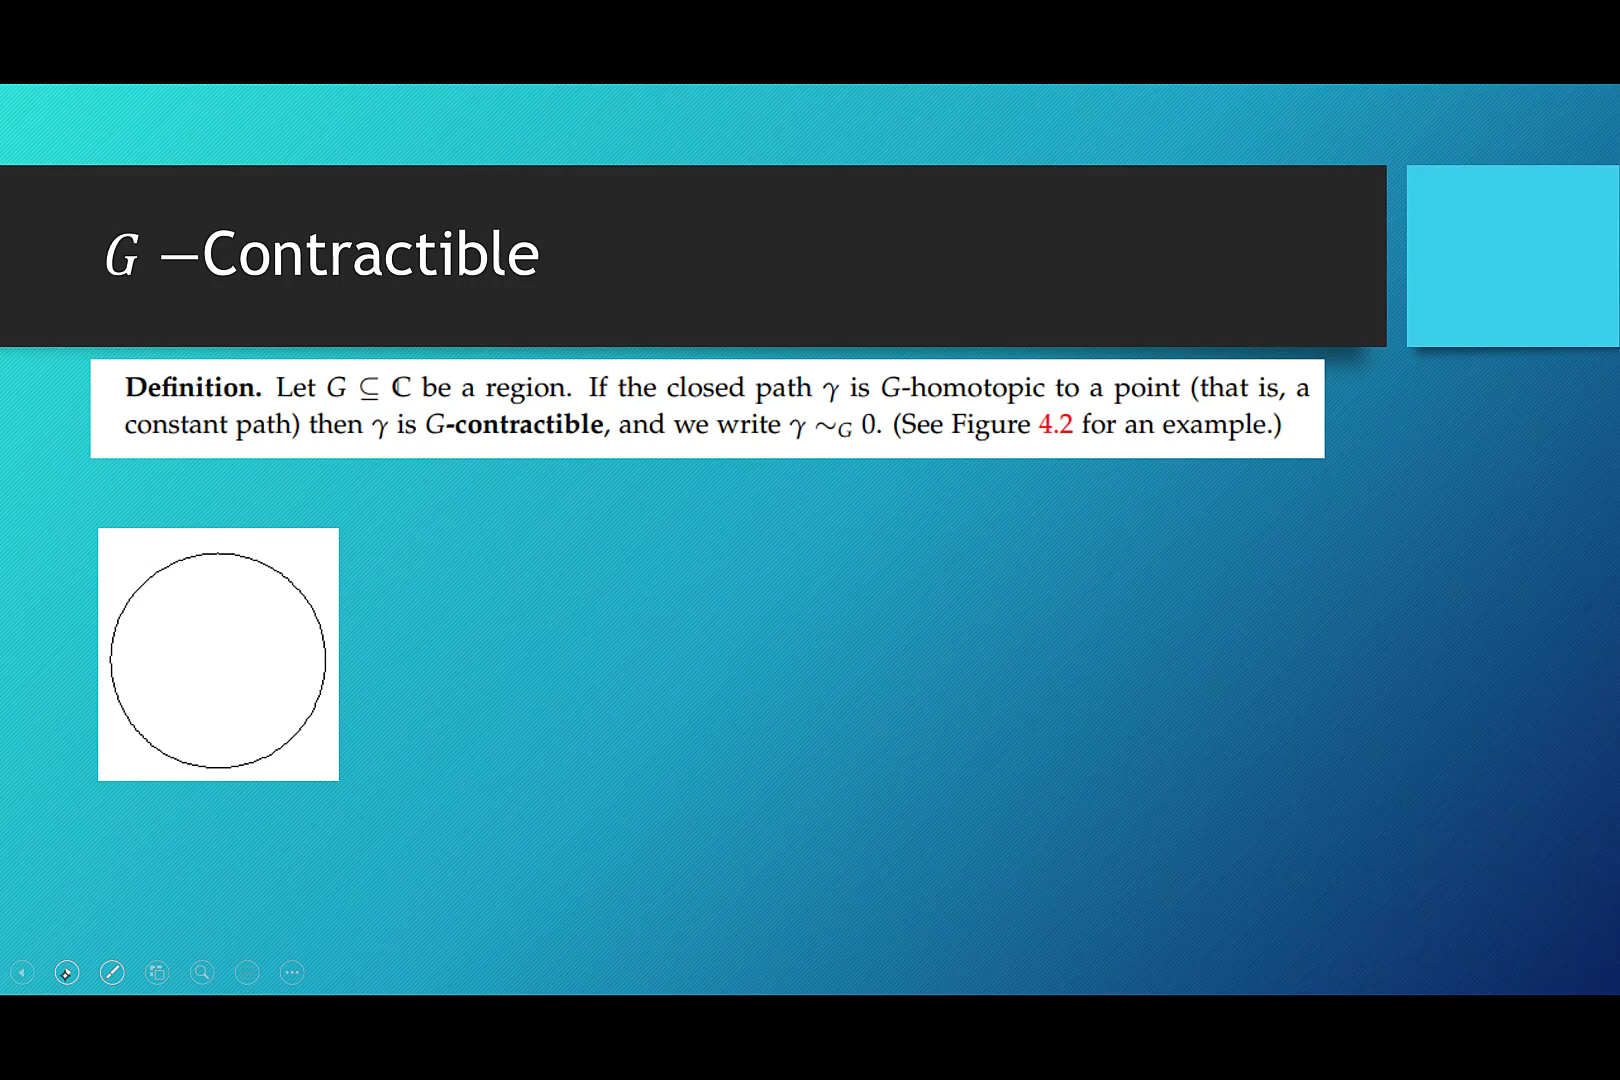 G −Contractible
Definition. Let G ⊆ ℂ be a region. If the closed path γ is G-homotopic to a point (that is, a
constant path) then γ is G-contractible, and we write γ ∼G 0. (See Figure 4.2 for an example.)